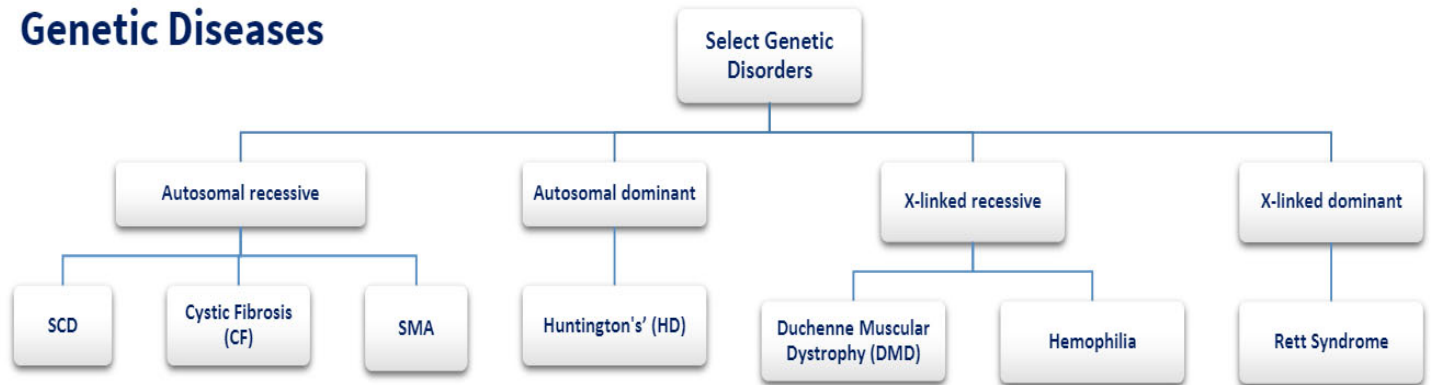 Genetic Diseases
Select Genetic
Disorders
Autosomal recessive
Autosomal dominant
X-linked recessive
X-linked dominant
SCD
Cystic Fibrosis
(CF)
SMA
Huntington's’ (HD)
Duchenne Muscular
Dystrophy (DMD)
Hemophilia
Rett Syndrome